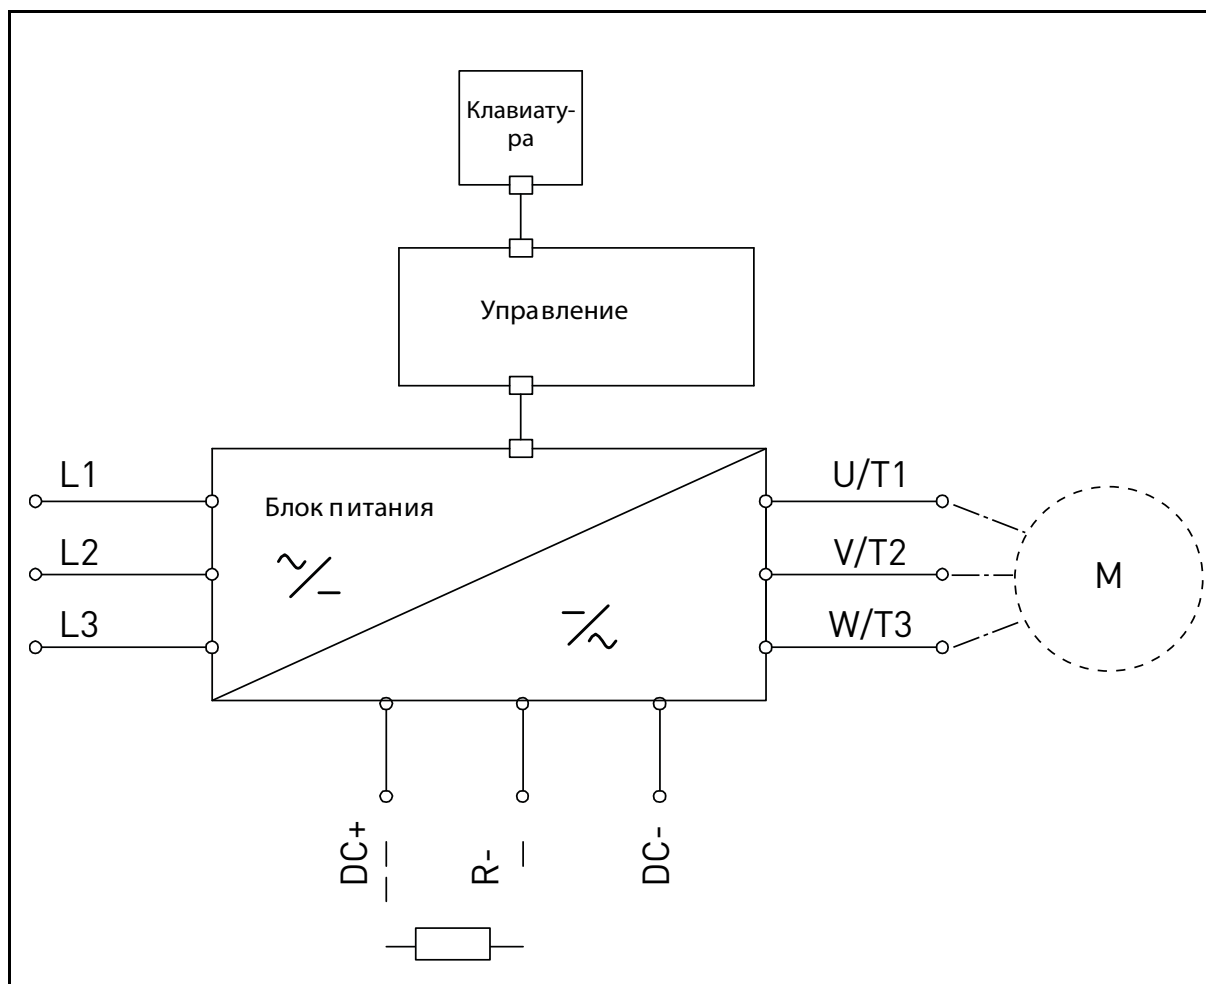 Клавиату-
ра
Управление
L1
U/T1
Блок питания
L2
V/T2
M
L3
W/T3
DC+
R-
DC-